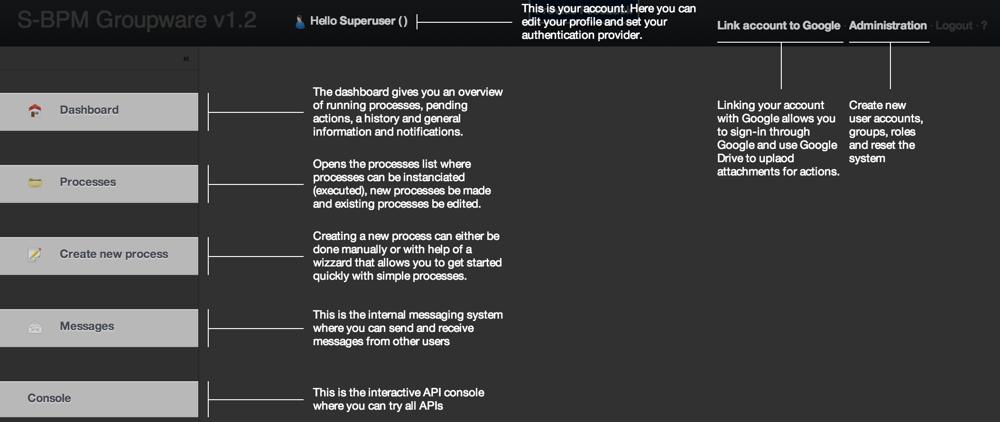 S-BPM Groupware v1.2
Hello Superuser ()
This is your account. Here you can
edit your profile and set your
authentication provider.
Link account to Google · Administration · Logout · ?
«
Dashboard
The dashboard gives you an overview
of running processes, pending
actions, a history and general
information and notifications.
Linking your account
with Google allows you
to sign-in through
Google and use Google
Drive to uplaod
attachments for actions.
Create new
user accounts,
groups, roles
and reset the
system
Processes
Opens the processes list where
processes can be instanciated
(executed), new processes be made
and existing processes be edited.
Create new process
Creating a new process can either be
done manually or with help of a
wizzard that allows you to get started
quickly with simple processes.
Messages
This is the internal messaging system
where you can send and receive
messages from other users
Console
This is the interactive API console
where you can try all APIs